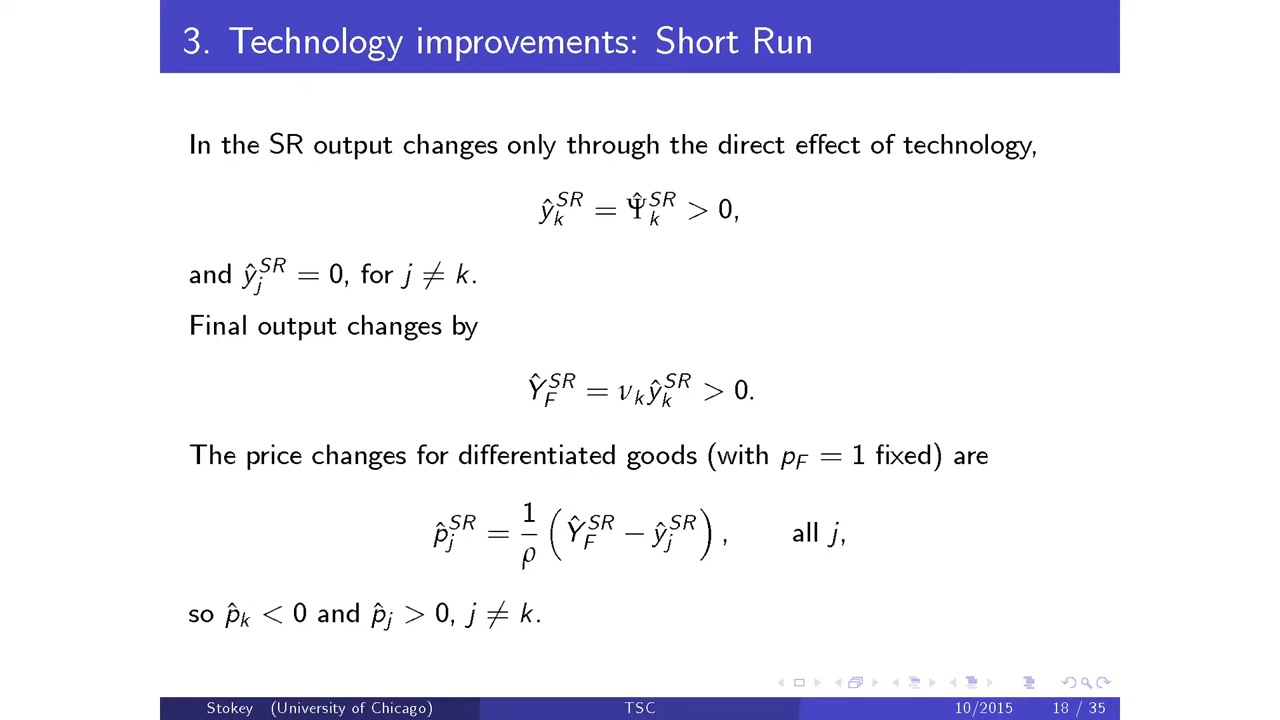 3. Technology improvements: Short Run
In the SR output changes only through the direct effect of technology,
ŷ_k^{SR} = Ψ̂_k^{SR} > 0,
and ŷ_j^{SR} = 0, for j ≠ k.
Final output changes by
Ŷ_F^{SR} = ν_k ŷ_k^{SR} > 0.
The price changes for differentiated goods (with p_F = 1 fixed) are
p̂_j^{SR} = 1/ρ (Ŷ_F^{SR} − ŷ_j^{SR}), all j,
so p̂_k < 0 and p̂_j > 0, j ≠ k.
Stokey (University of Chicago) TSC 10/2015 18 / 35